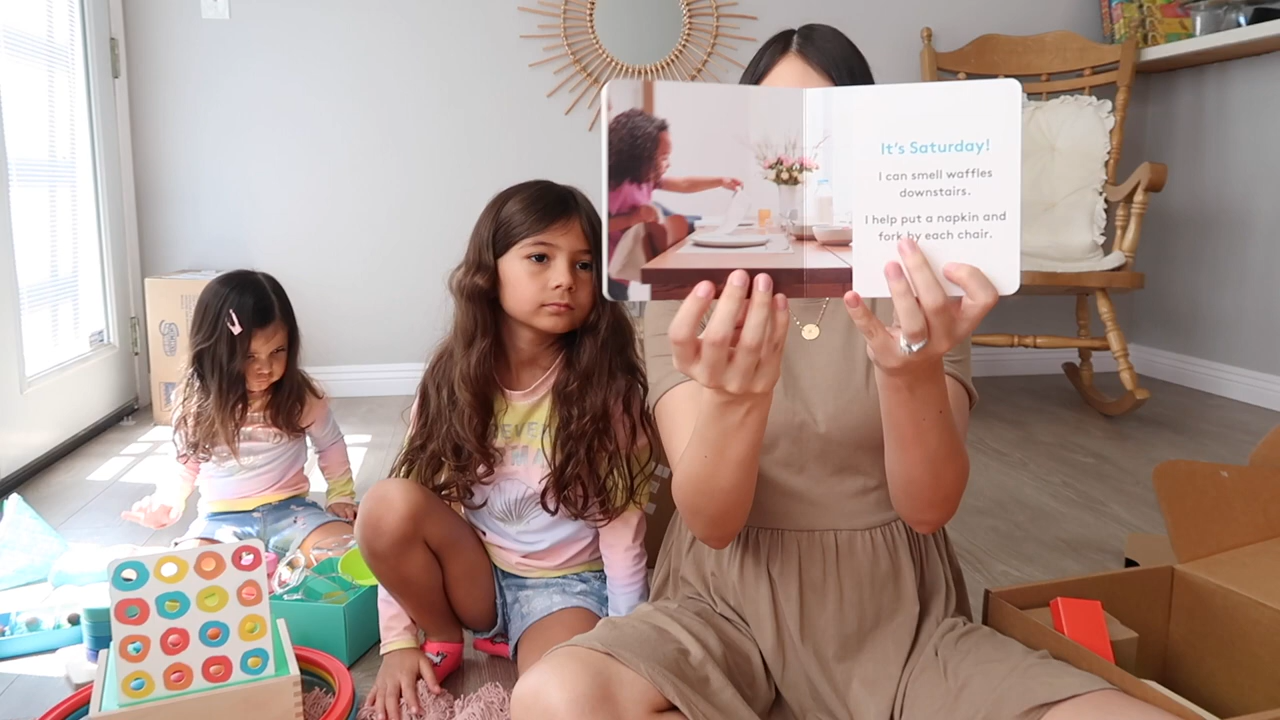 It's Saturday!
I can smell waffles
downstairs.
I help put a napkin and
fork by each chair.